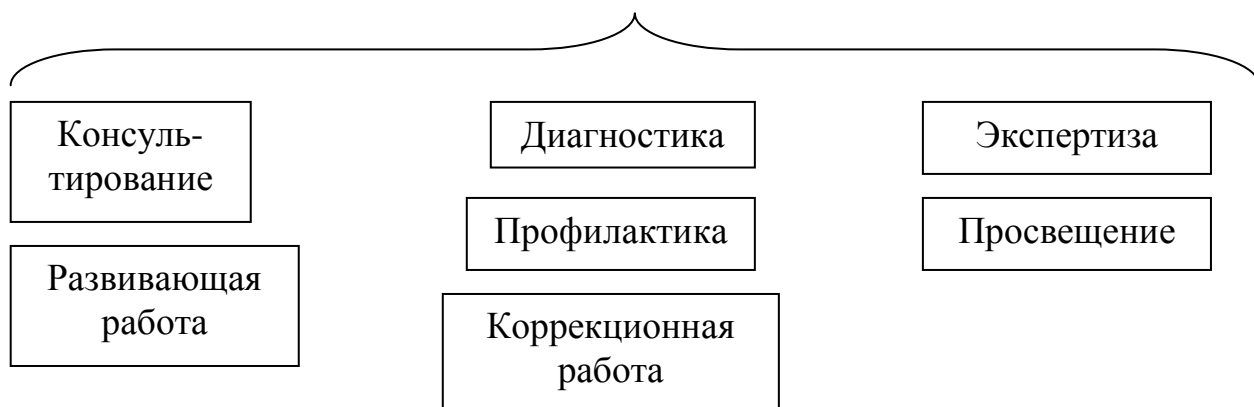 Консуль-
тирование
Диагностика
Экспертиза
Профилактика
Просвещение
Развивающая
работа
Коррекционная
работа